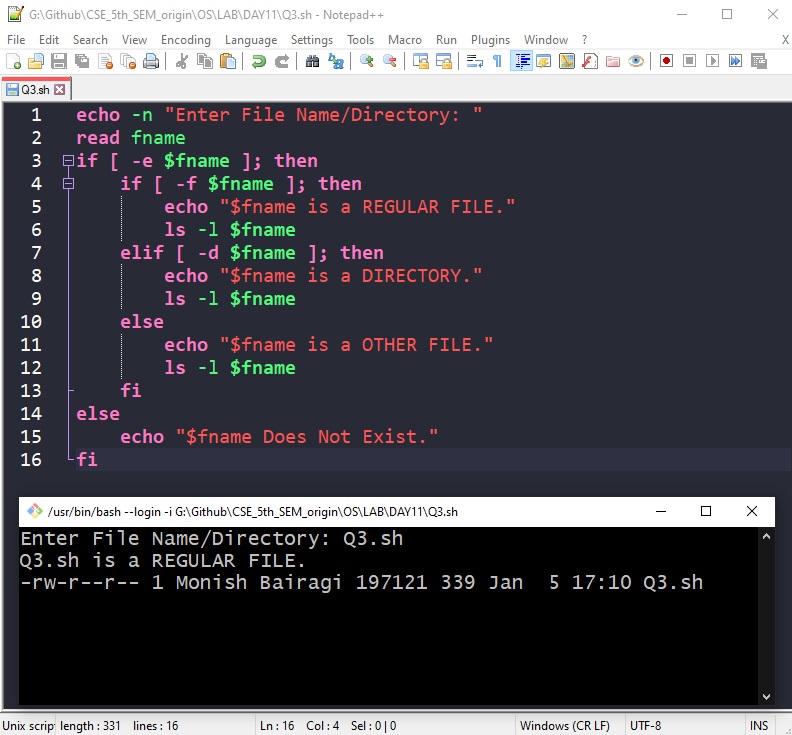 G:\Github\CSE_5th_SEM_origin\OS\LAB\DAY11\Q3.sh - Notepad++
File Edit Search View Encoding Language Settings Tools Macro Run Plugins Window ? X
Q3.sh
1 echo -n "Enter File Name/Directory: "
2 read fname
3 if [ -e $fname ]; then
4 if [ -f $fname ]; then
5 echo "$fname is a REGULAR FILE."
6 ls -l $fname
7 elif [ -d $fname ]; then
8 echo "$fname is a DIRECTORY."
9 ls -l $fname
10 else
11 echo "$fname is a OTHER FILE."
12 ls -l $fname
13 fi
14 else
15 echo "$fname Does Not Exist."
16 fi
/usr/bin/bash --login -i G:\Github\CSE_5th_SEM_origin\OS\LAB\DAY11\Q3.sh
Enter File Name/Directory: Q3.sh
Q3.sh is a REGULAR FILE.
-rw-r--r-- 1 Monish Bairagi 197121 339 Jan  5 17:10 Q3.sh
Unix scrip length : 331 lines : 16 Ln : 16 Col : 4 Sel : 0 | 0 Windows (CR LF) UTF-8 INS